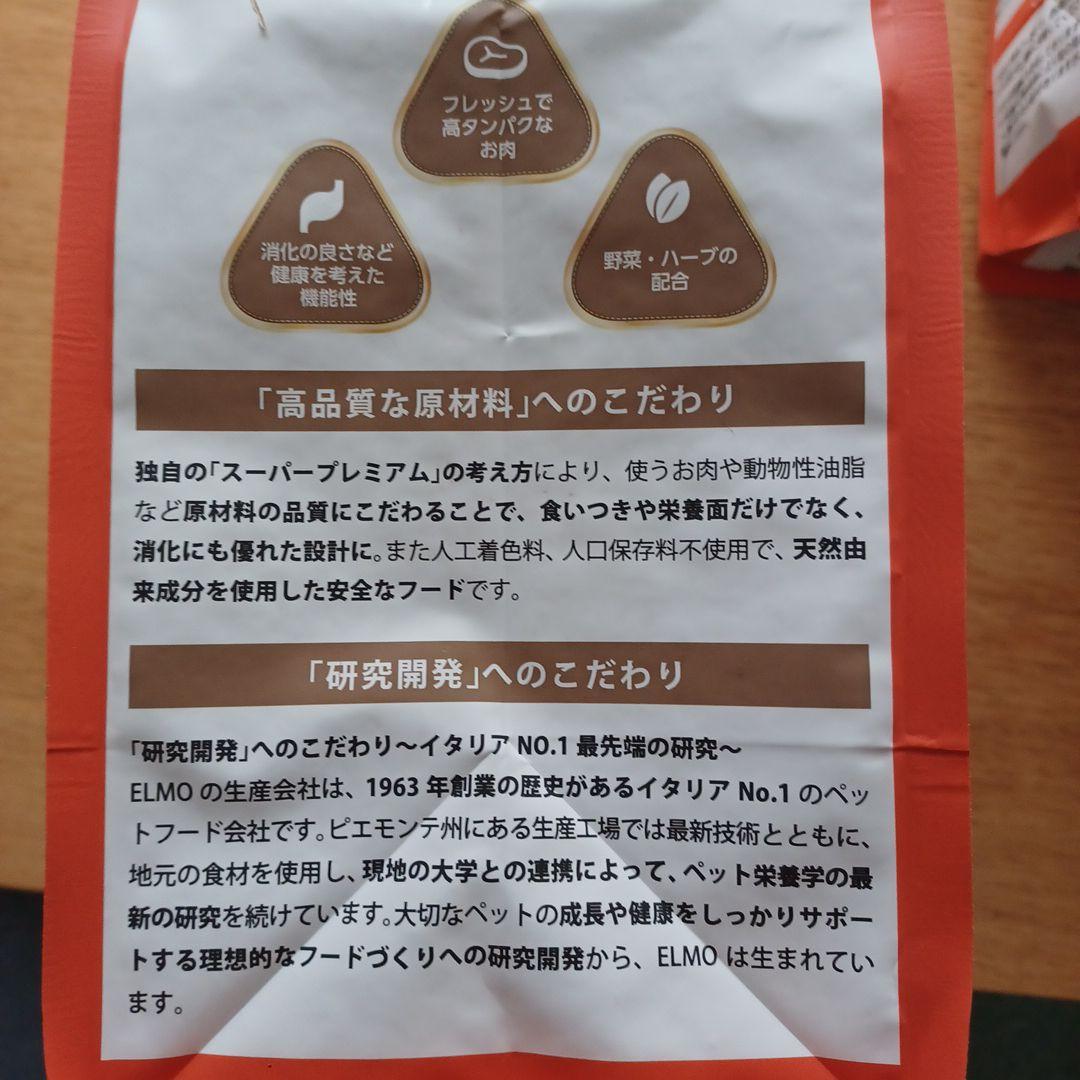 フレッシュで
高タンパクな
お肉
消化の良さなど
健康を考えた
機能性
野菜・ハーブの
配合
「高品質な原材料」へのこだわり
独自の「スーパープレミアム」の考え方により、使うお肉や動物性油脂
など原材料の品質にこだわることで、食いつきや栄養面だけでなく、
消化にも優れた設計に。また人工着色料、人口保存料不使用で、天然由
来成分を使用した安全なフードです。
「研究開発」へのこだわり
「研究開発」へのこだわり～イタリア NO.1 最先端の研究～
ELMO の生産会社は、1963 年創業の歴史があるイタリア No.1 のペッ
トフード会社です。ピエモンテ州にある生産工場では最新技術とともに、
地元の食材を使用し、現地の大学との連携によって、ペット栄養学の最
新の研究を続けています。大切なペットの成長や健康をしっかりサポー
トする理想的なフードづくりへの研究開発から、ELMO は生まれてい
ます。